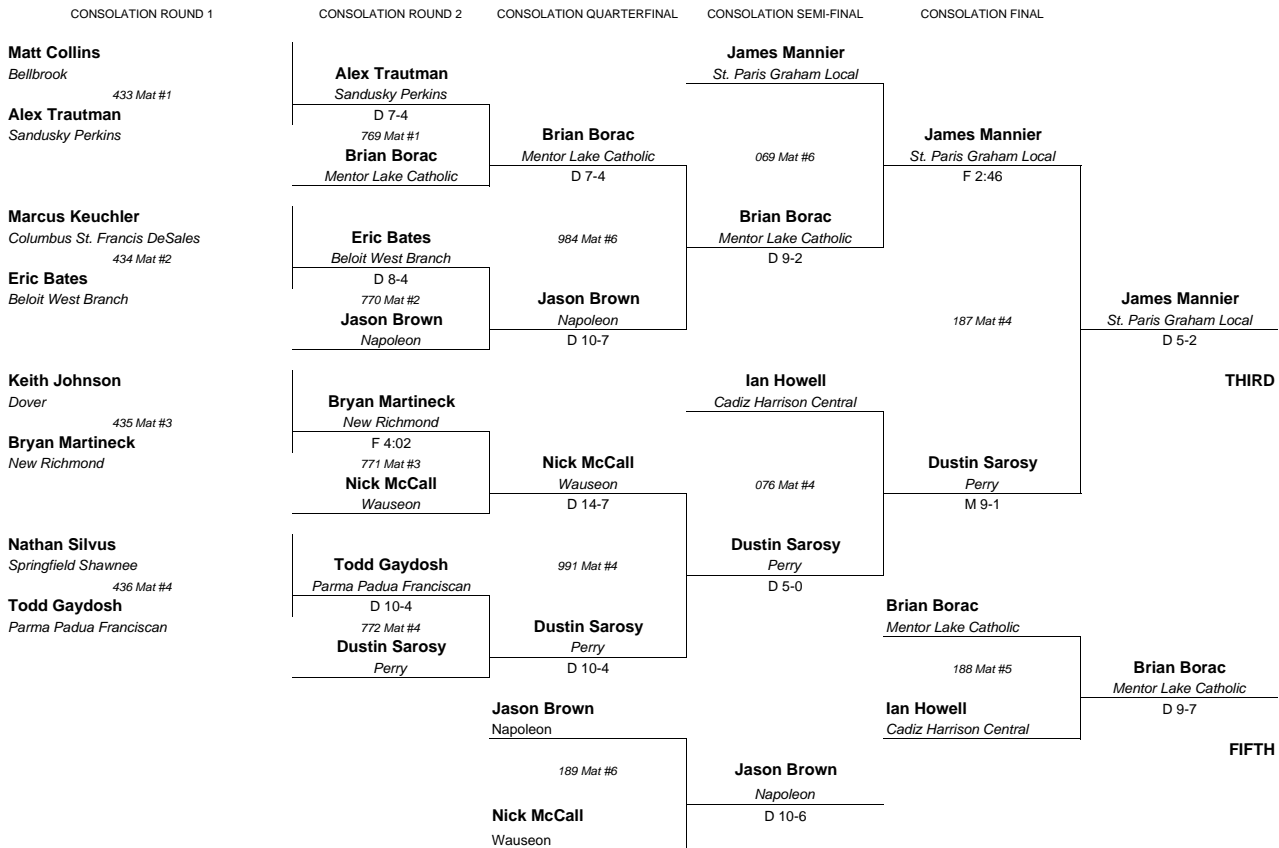 CONSOLATION ROUND 1
CONSOLATION ROUND 2
CONSOLATION QUARTERFINAL
CONSOLATION SEMI-FINAL
CONSOLATION FINAL
Matt Collins
Bellbrook
433 Mat #1
Alex Trautman
Sandusky Perkins
Marcus Keuchler
Columbus St. Francis DeSales
434 Mat #2
Eric Bates
Beloit West Branch
Keith Johnson
Dover
435 Mat #3
Bryan Martineck
New Richmond
Nathan Silvus
Springfield Shawnee
436 Mat #4
Todd Gaydosh
Parma Padua Franciscan
Alex Trautman
Sandusky Perkins
D 7-4
769 Mat #1
Brian Borac
Mentor Lake Catholic
Eric Bates
Beloit West Branch
D 8-4
770 Mat #2
Jason Brown
Napoleon
Bryan Martineck
New Richmond
F 4:02
771 Mat #3
Nick McCall
Wauseon
Todd Gaydosh
Parma Padua Franciscan
D 10-4
772 Mat #4
Dustin Sarosy
Perry
Brian Borac
Mentor Lake Catholic
D 7-4
984 Mat #6
Jason Brown
Napoleon
D 10-7
Nick McCall
Wauseon
D 14-7
991 Mat #4
Dustin Sarosy
Perry
D 10-4
Jason Brown
Napoleon
189 Mat #6
Nick McCall
Wauseon
James Mannier
St. Paris Graham Local
069 Mat #6
Brian Borac
Mentor Lake Catholic
D 9-2
Ian Howell
Cadiz Harrison Central
076 Mat #4
Dustin Sarosy
Perry
D 5-0
Jason Brown
Napoleon
D 10-6
James Mannier
St. Paris Graham Local
F 2:46
187 Mat #4
Dustin Sarosy
Perry
M 9-1
Brian Borac
Mentor Lake Catholic
188 Mat #5
Ian Howell
Cadiz Harrison Central
James Mannier
St. Paris Graham Local
D 5-2
THIRD
Brian Borac
Mentor Lake Catholic
D 9-7
FIFTH